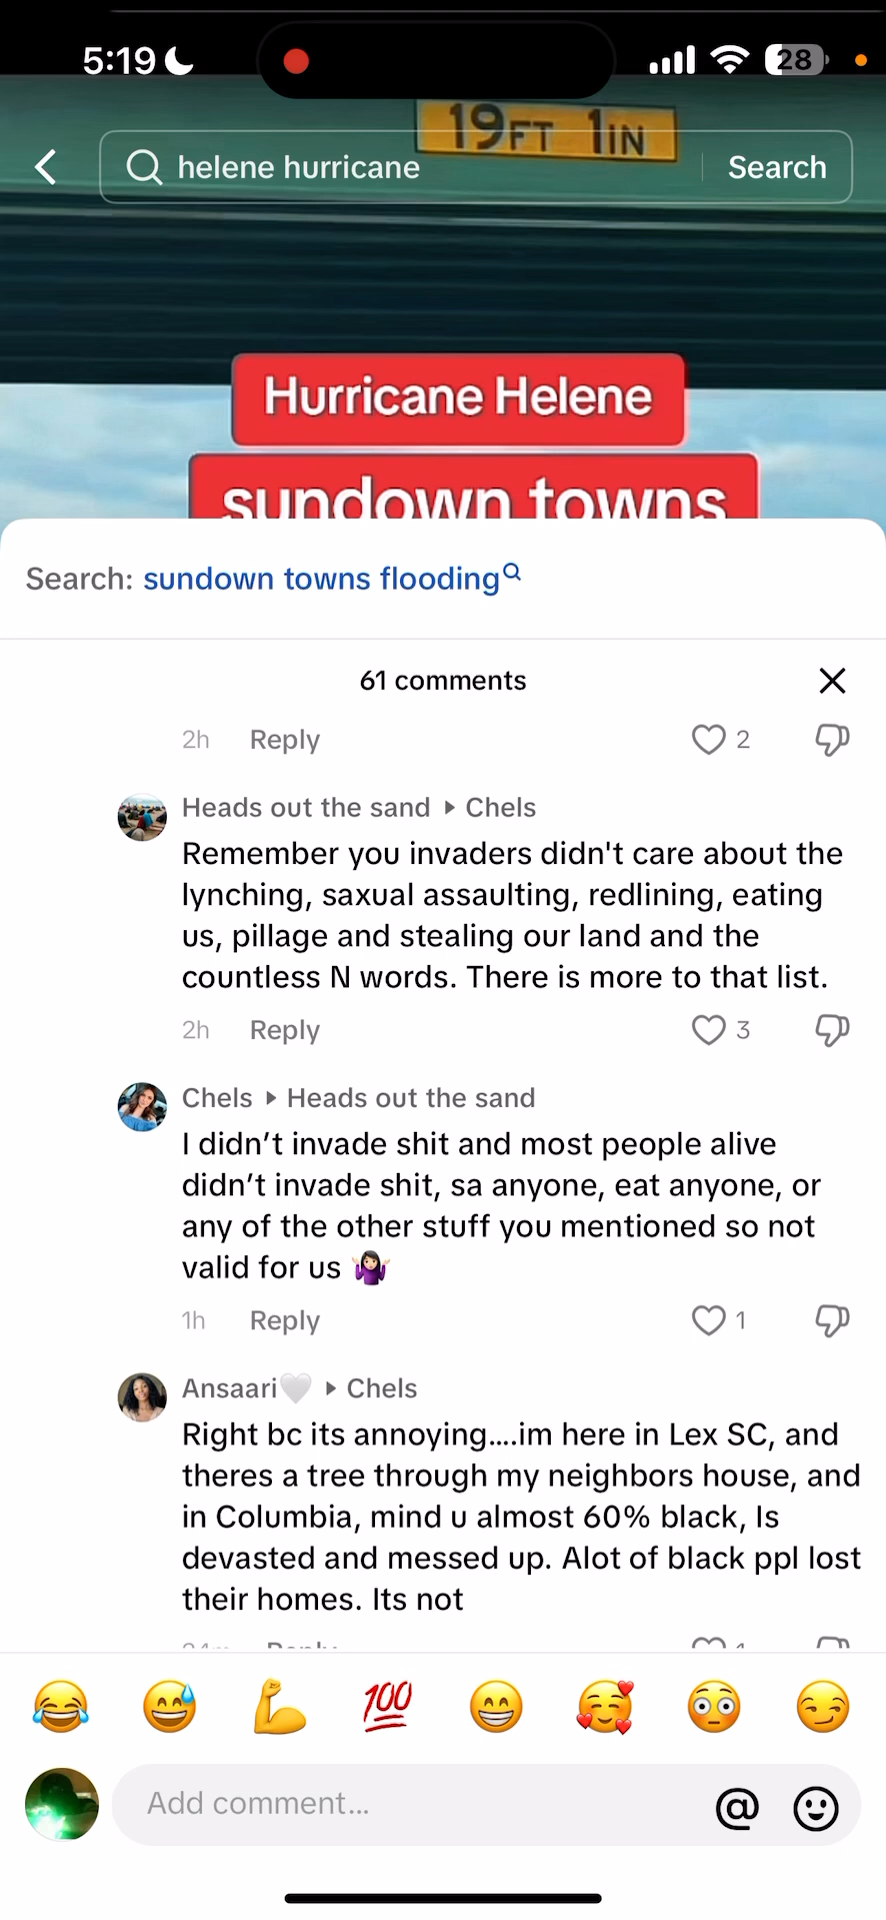 5:19
28
19FT 1IN
helene hurricane
Search
Hurricane Helene
sundown towns
Search: sundown towns flooding
61 comments
2h Reply 2
Heads out the sand ▸ Chels
Remember you invaders didn't care about the
lynching, saxual assaulting, redlining, eating
us, pillage and stealing our land and the
countless N words. There is more to that list.
2h Reply 3
Chels ▸ Heads out the sand
I didn’t invade shit and most people alive
didn’t invade shit, sa anyone, eat anyone, or
any of the other stuff you mentioned so not
valid for us 🤷🏻‍♀️
1h Reply 1
Ansaari🤍 ▸ Chels
Right bc its annoying....im here in Lex SC, and
theres a tree through my neighbors house, and
in Columbia, mind u almost 60% black, Is
devasted and messed up. Alot of black ppl lost
their homes. Its not
Reply
💯
Add comment...
@